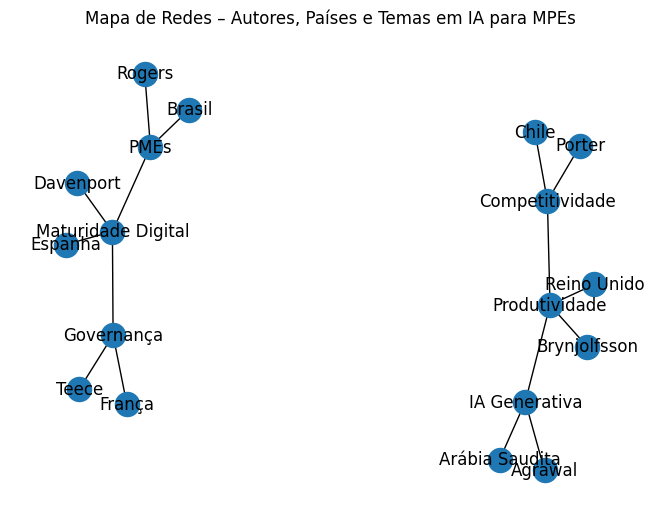 Mapa de Redes – Autores, Países e Temas em IA para MPEs
Rogers
Brasil
PMEs
Davenport
Maturidade Digital
Espanha
Governança
Teece
França
Chile
Porter
Competitividade
Reino Unido
Produtividade
Brynjolfsson
IA Generativa
Arábia Saudita
Agrawal